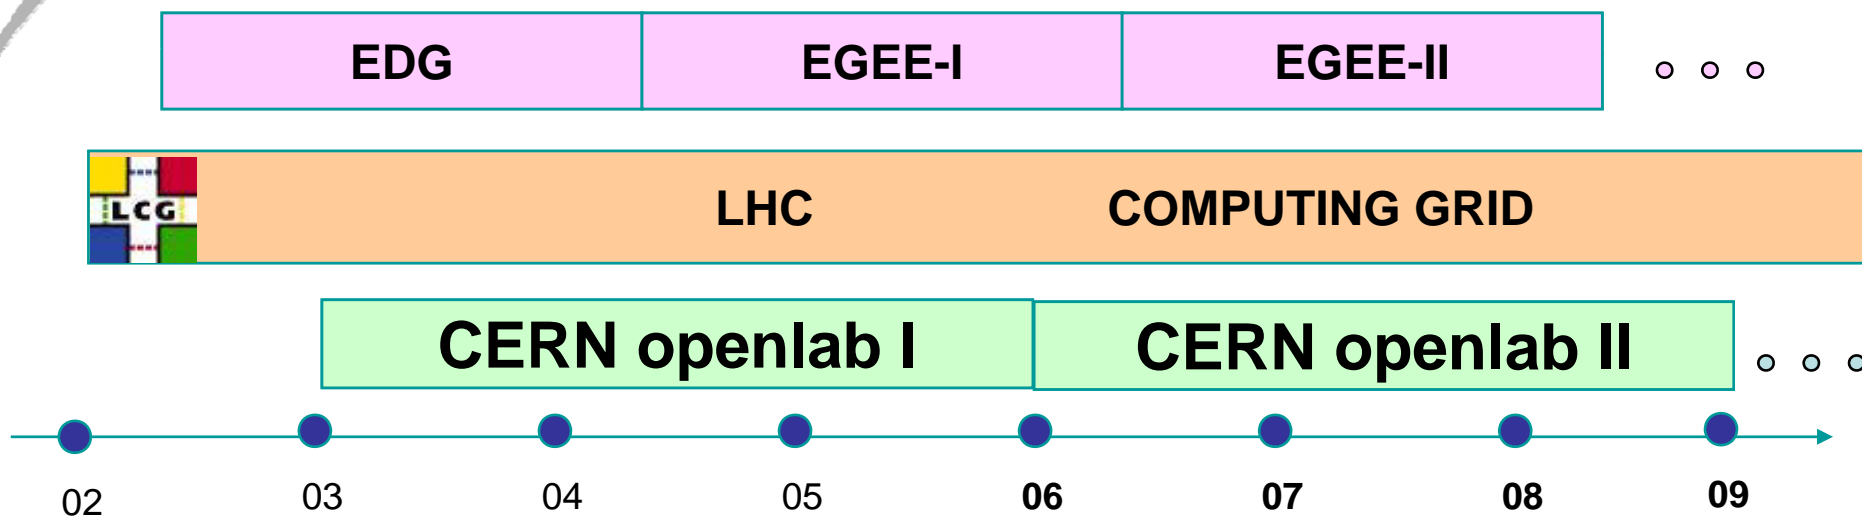 EDG EGEE-I EGEE-II
LCG LHC COMPUTING GRID
CERN openlab I CERN openlab II
02 03 04 05 06 07 08 09